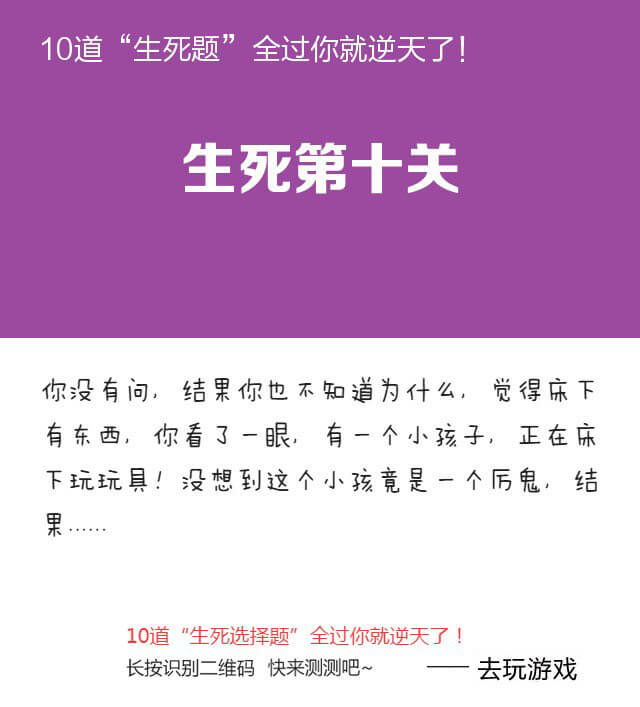 10道“生死题”全过你就逆天了！
生死第十关
你没有问，结果你也不知道为什么，觉得床下
有东西，你看了一眼，有一个小孩子，正在床
下玩玩具！没想到这个小孩竟是一个厉鬼，结
果……
10道“生死选择题”全过你就逆天了！
长按识别二维码 快来测测吧~ —— 去玩游戏